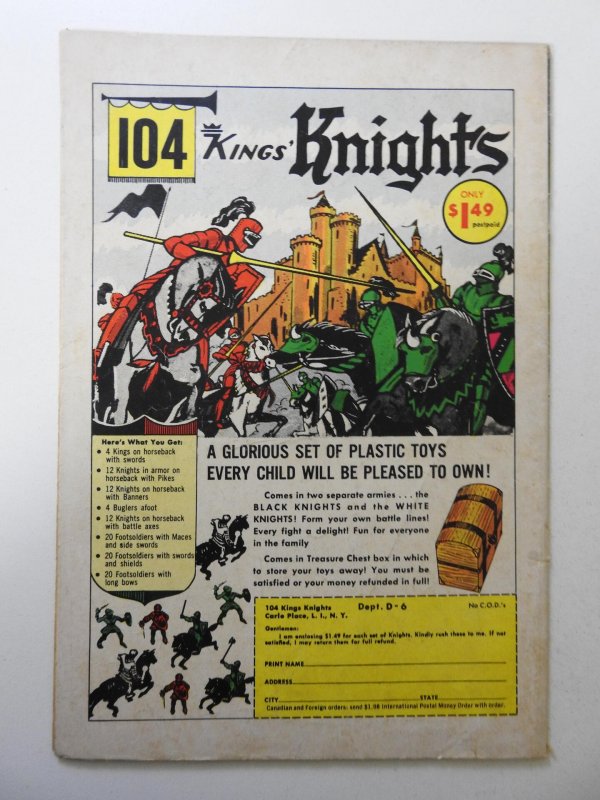 104 KINGS' Knights
ONLY
$1.49
postpaid
Here's What You Get:
• 4 Kings on horseback
with swords
• 12 Knights in armor on
horseback with Pikes
• 12 Knights on horseback
with Banners
• 4 Buglers afoot
• 12 Knights on horseback
with battle axes
• 20 Footsoldiers with Maces
and side swords
• 20 Footsoldiers with swords
and shields
• 20 Footsoldiers with
long bows
A GLORIOUS SET OF PLASTIC TOYS
EVERY CHILD WILL BE PLEASED TO OWN!
Comes in two separate armies . . . the
BLACK KNIGHTS and the WHITE
KNIGHTS! Form your own battle lines!
Every fight a delight! Fun for everyone
in the family
Comes in Treasure Chest box in which
to store your toys away! You must be
satisfied or your money refunded in full!
104 Kings Knights Dept. D-6 No C.O.D.'s
Carle Place, L. I., N. Y.
Gentlemen:
I am enclosing $1.49 for each set of Knights. Kindly rush these to me. If not
satisfied, I may return them for full refund.
PRINT NAME
ADDRESS
CITY STATE
Canadian and Foreign orders: send $1.98 International Postal Money Order with order.